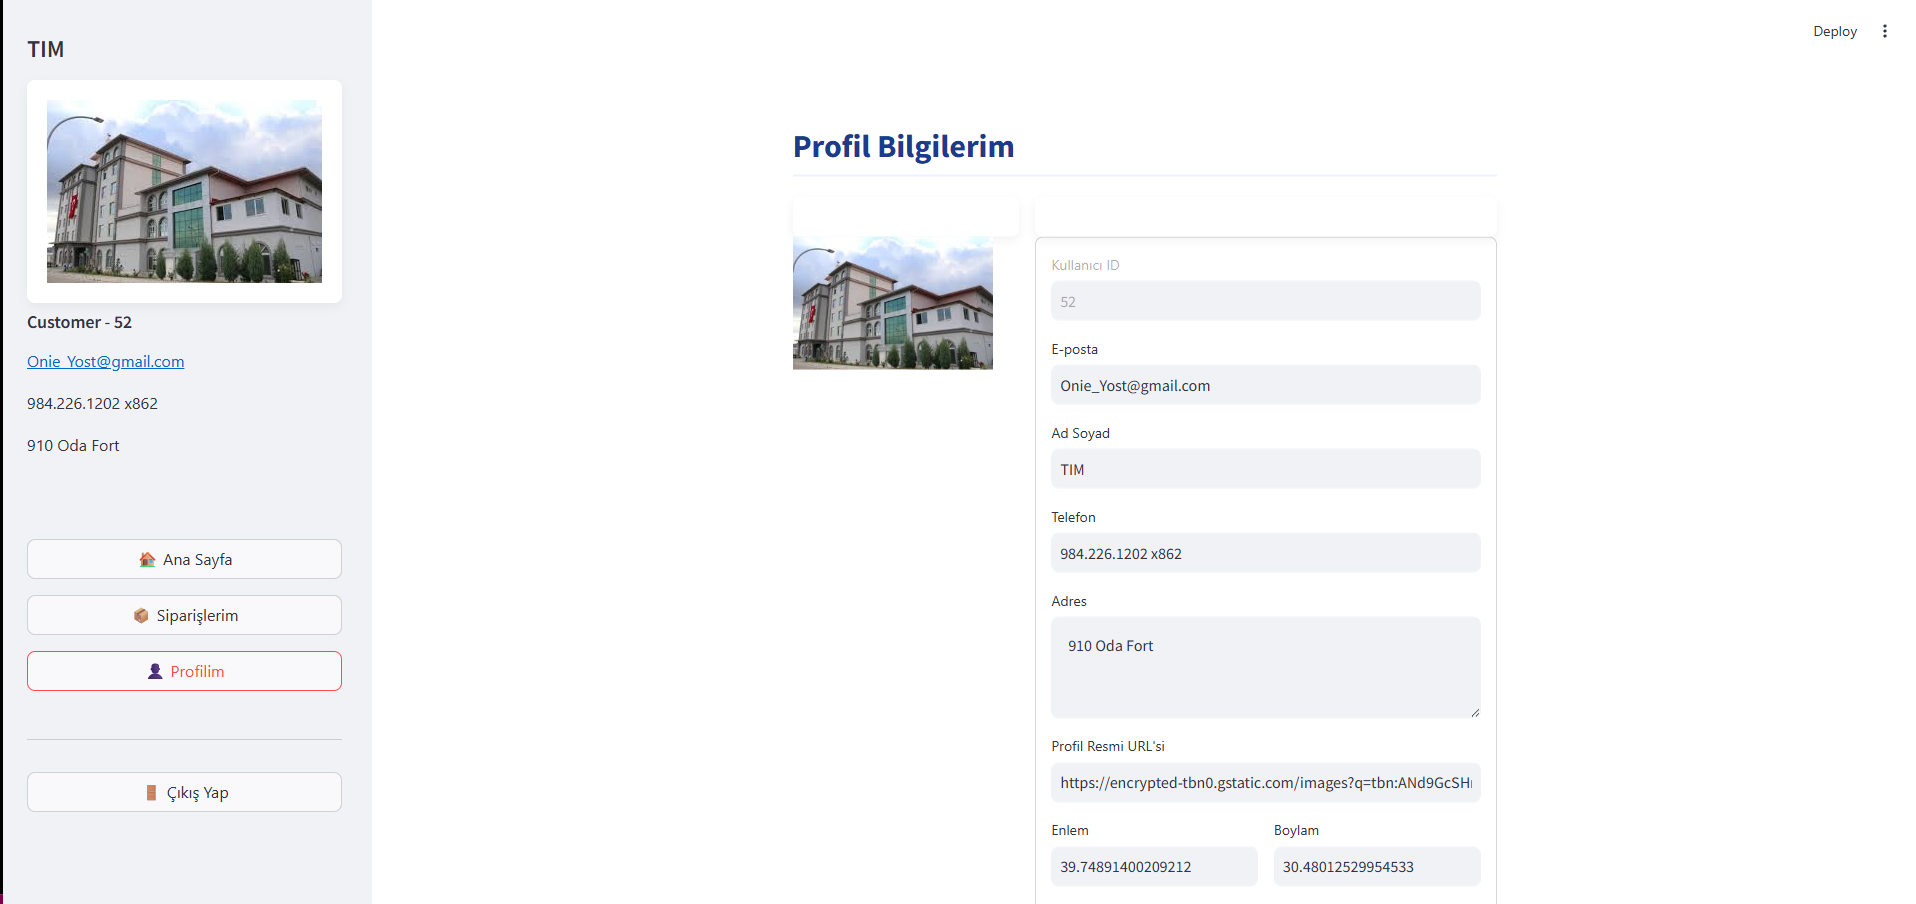 TIM
Customer - 52
Onie_Yost@gmail.com
984.226.1202 x862
910 Oda Fort
Ana Sayfa
Siparişlerim
Profilim
Çıkış Yap
Deploy
Profil Bilgilerim
Kullanıcı ID
52
E-posta
Onie_Yost@gmail.com
Ad Soyad
TIM
Telefon
984.226.1202 x862
Adres
910 Oda Fort
Profil Resmi URL'si
https://encrypted-tbn0.gstatic.com/images?q=tbn:ANd9GcSH
Enlem Boylam
39.74891400209212 30.48012529954533